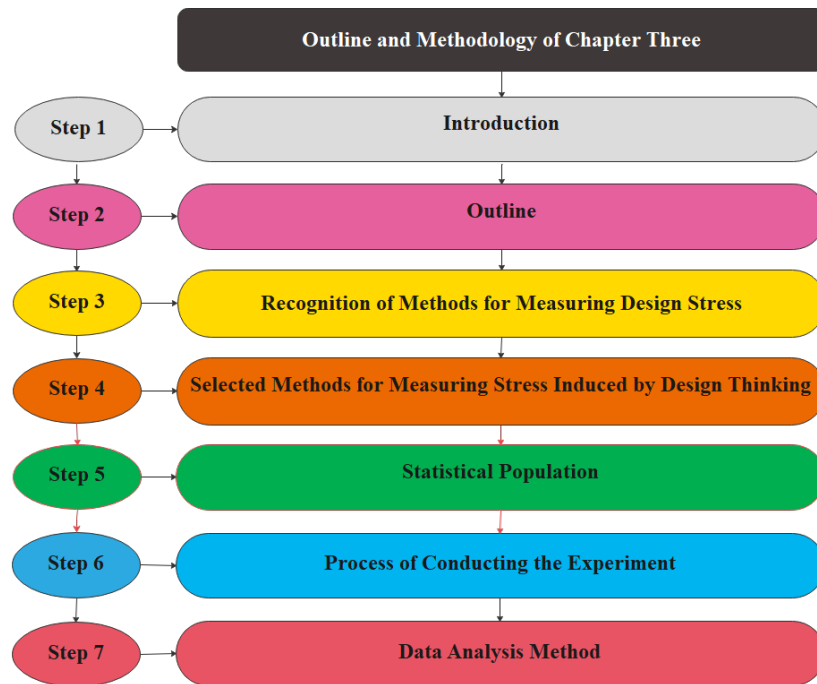 Outline and Methodology of Chapter Three
Step 1
Introduction
Step 2
Outline
Step 3
Recognition of Methods for Measuring Design Stress
Step 4
Selected Methods for Measuring Stress Induced by Design Thinking
Step 5
Statistical Population
Step 6
Process of Conducting the Experiment
Step 7
Data Analysis Method